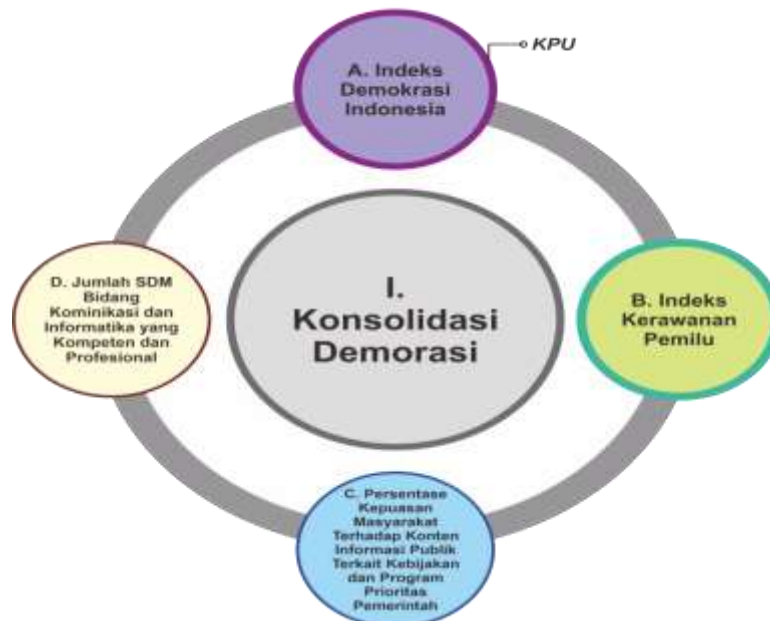 KPU
A. Indeks
Demokrasi
Indonesia
D. Jumlah SDM
Bidang
Kominikasi dan
Informatika yang
Kompeten dan
Profesional
I.
Konsolidasi
Demorasi
B. Indeks
Kerawanan
Pemilu
C. Persentase
Kepuasan
Masyarakat
Terhadap Konten
Informasi Publik
Terkait Kebijakan
dan Program
Prioritas
Pemerintah